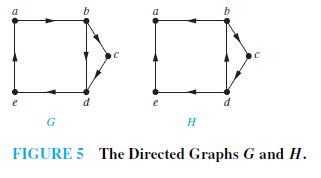 a b a b
c c
e d e d
G H
FIGURE 5 The Directed Graphs G and H.